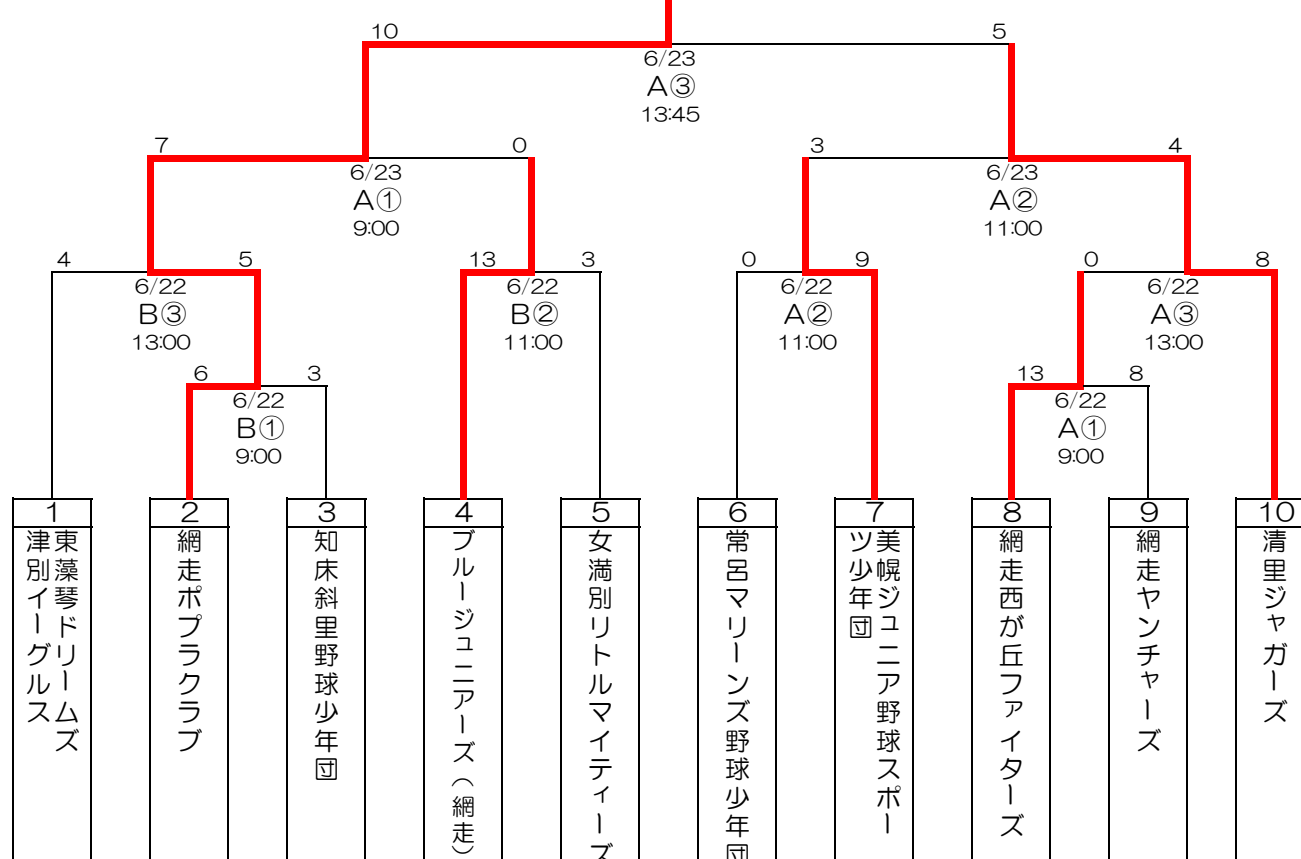 10
5
6/23
A③
13:45
7
0
3
4
6/23
A①
9:00
6/23
A②
11:00
4
5
13
3
0
9
0
8
6/22
B③
13:00
6/22
B②
11:00
6/22
A②
11:00
6/22
A③
13:00
6
3
13
8
6/22
B①
9:00
6/22
A①
9:00
1
東藻琴ドリームズ
津別イーグルス
2
網走ポプラクラブ
3
知床斜里野球少年団
4
ブルージュニアーズ（網走）
5
女満別リトルマイティーズ
6
常呂マリーンズ野球少年団
7
美幌ジュニア野球スポー
ツ少年団
8
網走西が丘ファイターズ
9
網走ヤンチャーズ
10
清里ジャガーズ